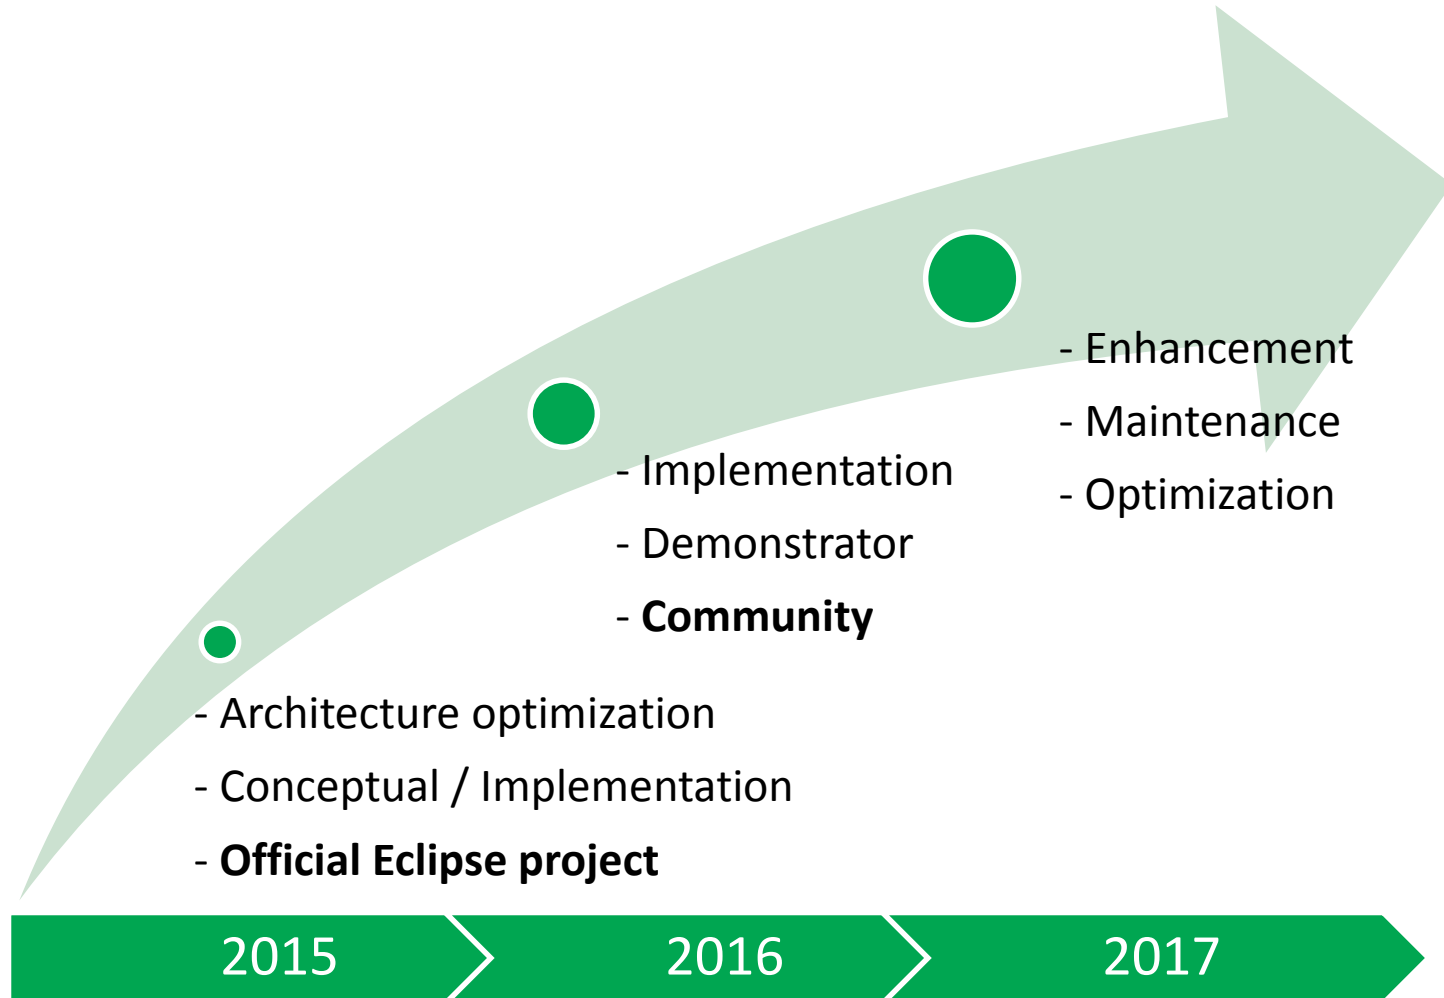 - Enhancement
- Maintenance
- Optimization
- Implementation
- Demonstrator
- Community
- Architecture optimization
- Conceptual / Implementation
- Official Eclipse project
2015
2016
2017